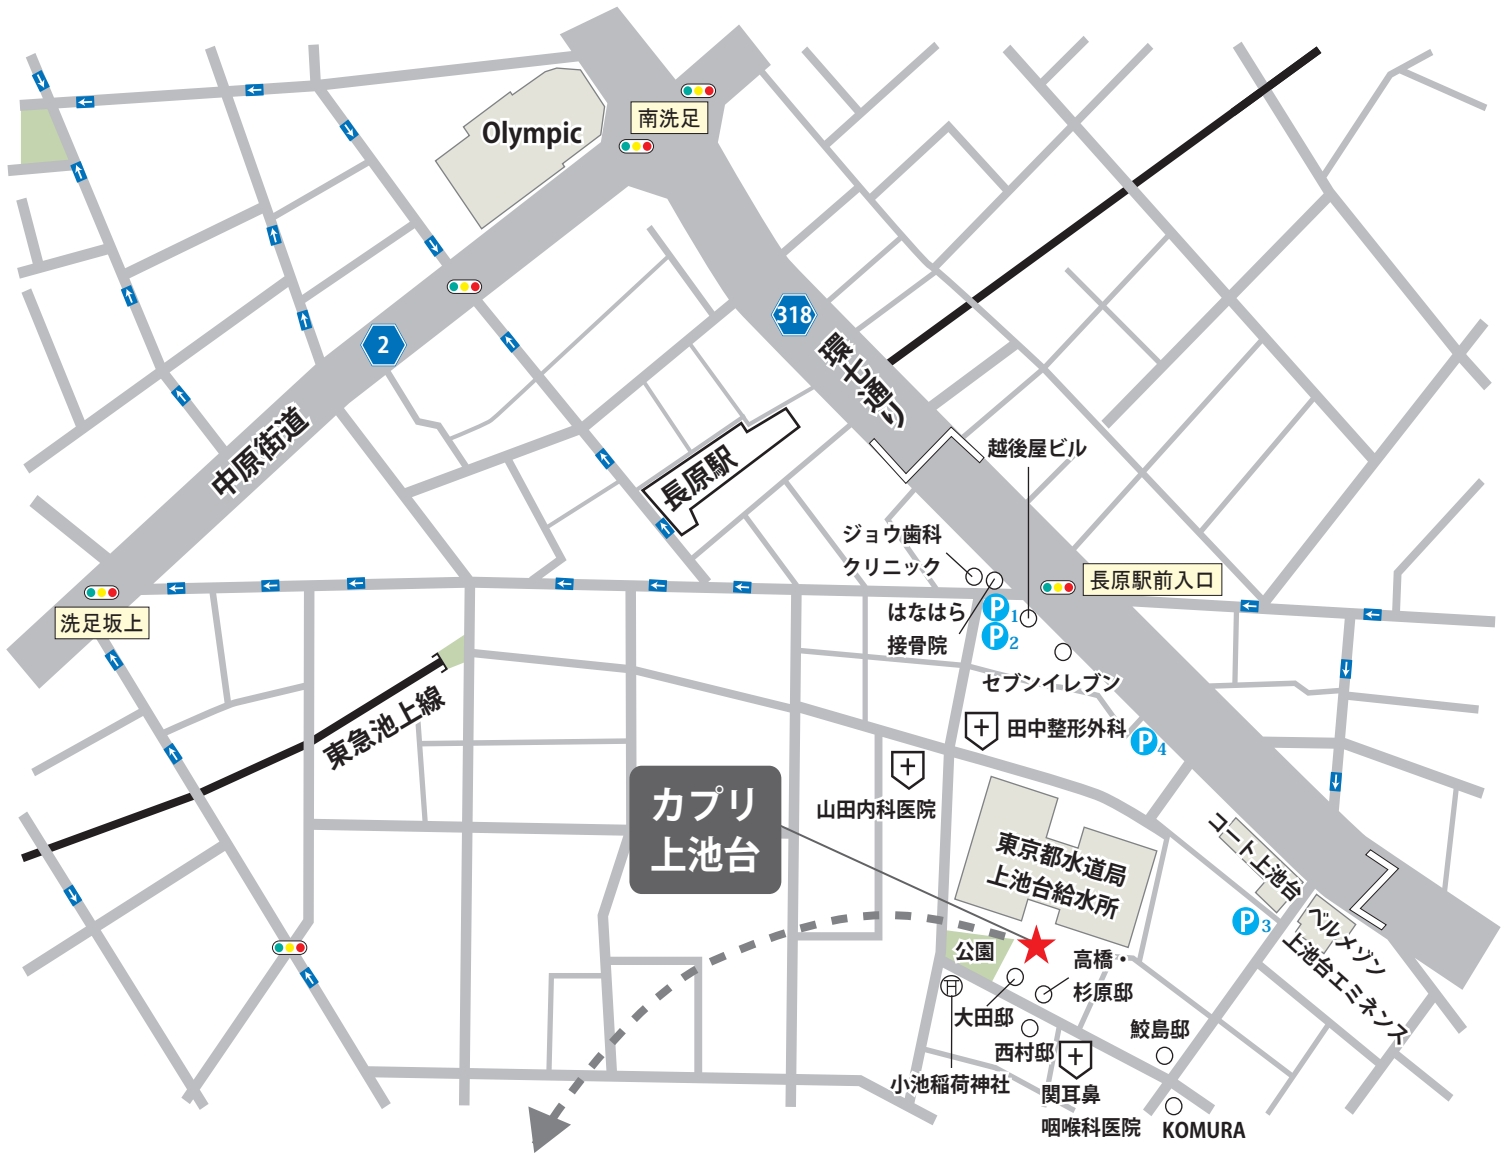 Olympic
南洗足
318
2
環七通り
中原街道
長原駅
越後屋ビル
ジョウ歯科
クリニック
長原駅前入口
はなはら
接骨院
P1
P2
洗足坂上
セブンイレブン
東急池上線
田中整形外科
P4
山田内科医院
カプリ
上池台
東京都水道局
上池台給水所
コート上池台
P3
ベルメゾン
上池台エミネンス
公園
高橋・
杉原邸
大田邸
西村邸
鮫島邸
小池稲荷神社
関耳鼻
咽喉科医院
KOMURA